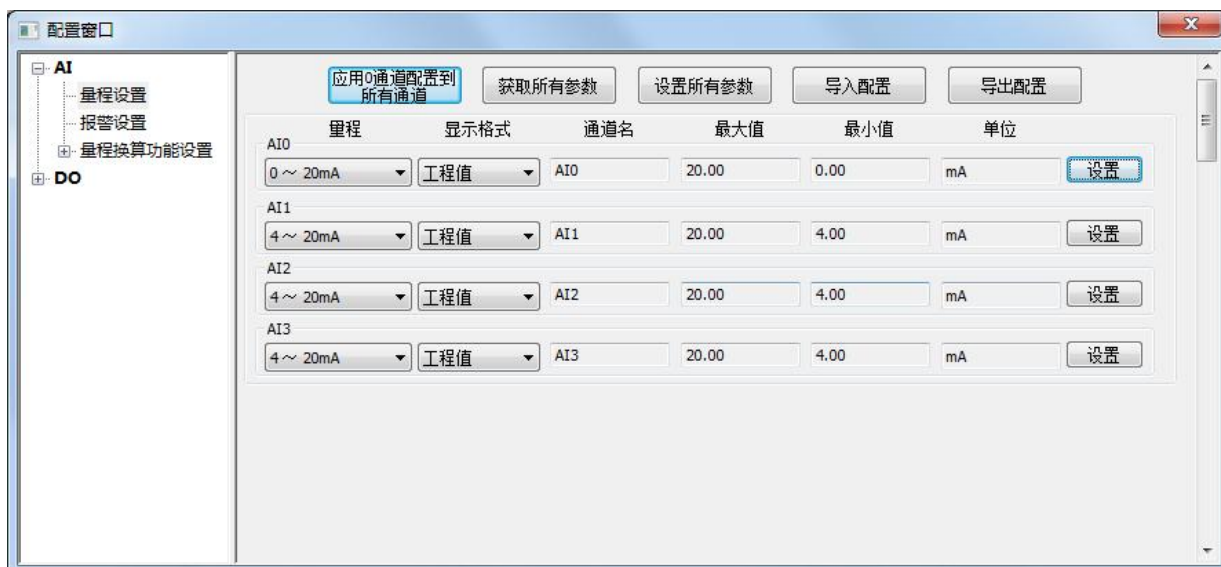 配置窗口
AI
量程设置
报警设置
量程换算功能设置
DO
应用0通道配置到
所有通道
获取所有参数
设置所有参数
导入配置
导出配置
量程 显示格式 通道名 最大值 最小值 单位
AI0
0～ 20mA 工程值 AI0 20.00 0.00 mA 设置
AI1
4～ 20mA 工程值 AI1 20.00 4.00 mA 设置
AI2
4～ 20mA 工程值 AI2 20.00 4.00 mA 设置
AI3
4～ 20mA 工程值 AI3 20.00 4.00 mA 设置